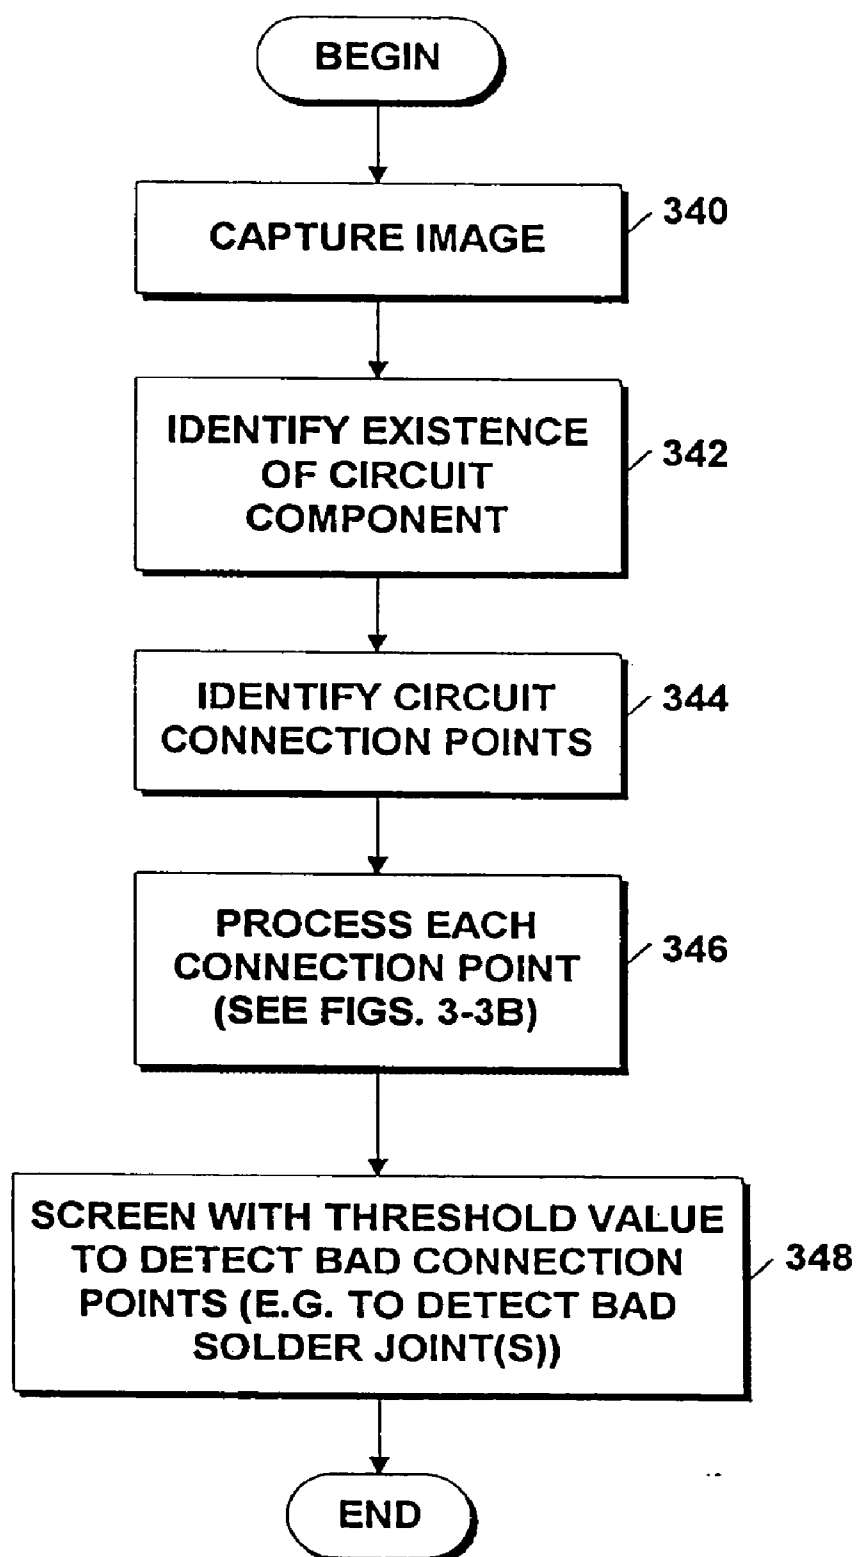 BEGIN
CAPTURE IMAGE
340
IDENTIFY EXISTENCE
OF CIRCUIT
COMPONENT
342
IDENTIFY CIRCUIT
CONNECTION POINTS
344
PROCESS EACH
CONNECTION POINT
(SEE FIGS. 3-3B)
346
SCREEN WITH THRESHOLD VALUE
TO DETECT BAD CONNECTION
POINTS (E.G. TO DETECT BAD
SOLDER JOINT(S))
348
END